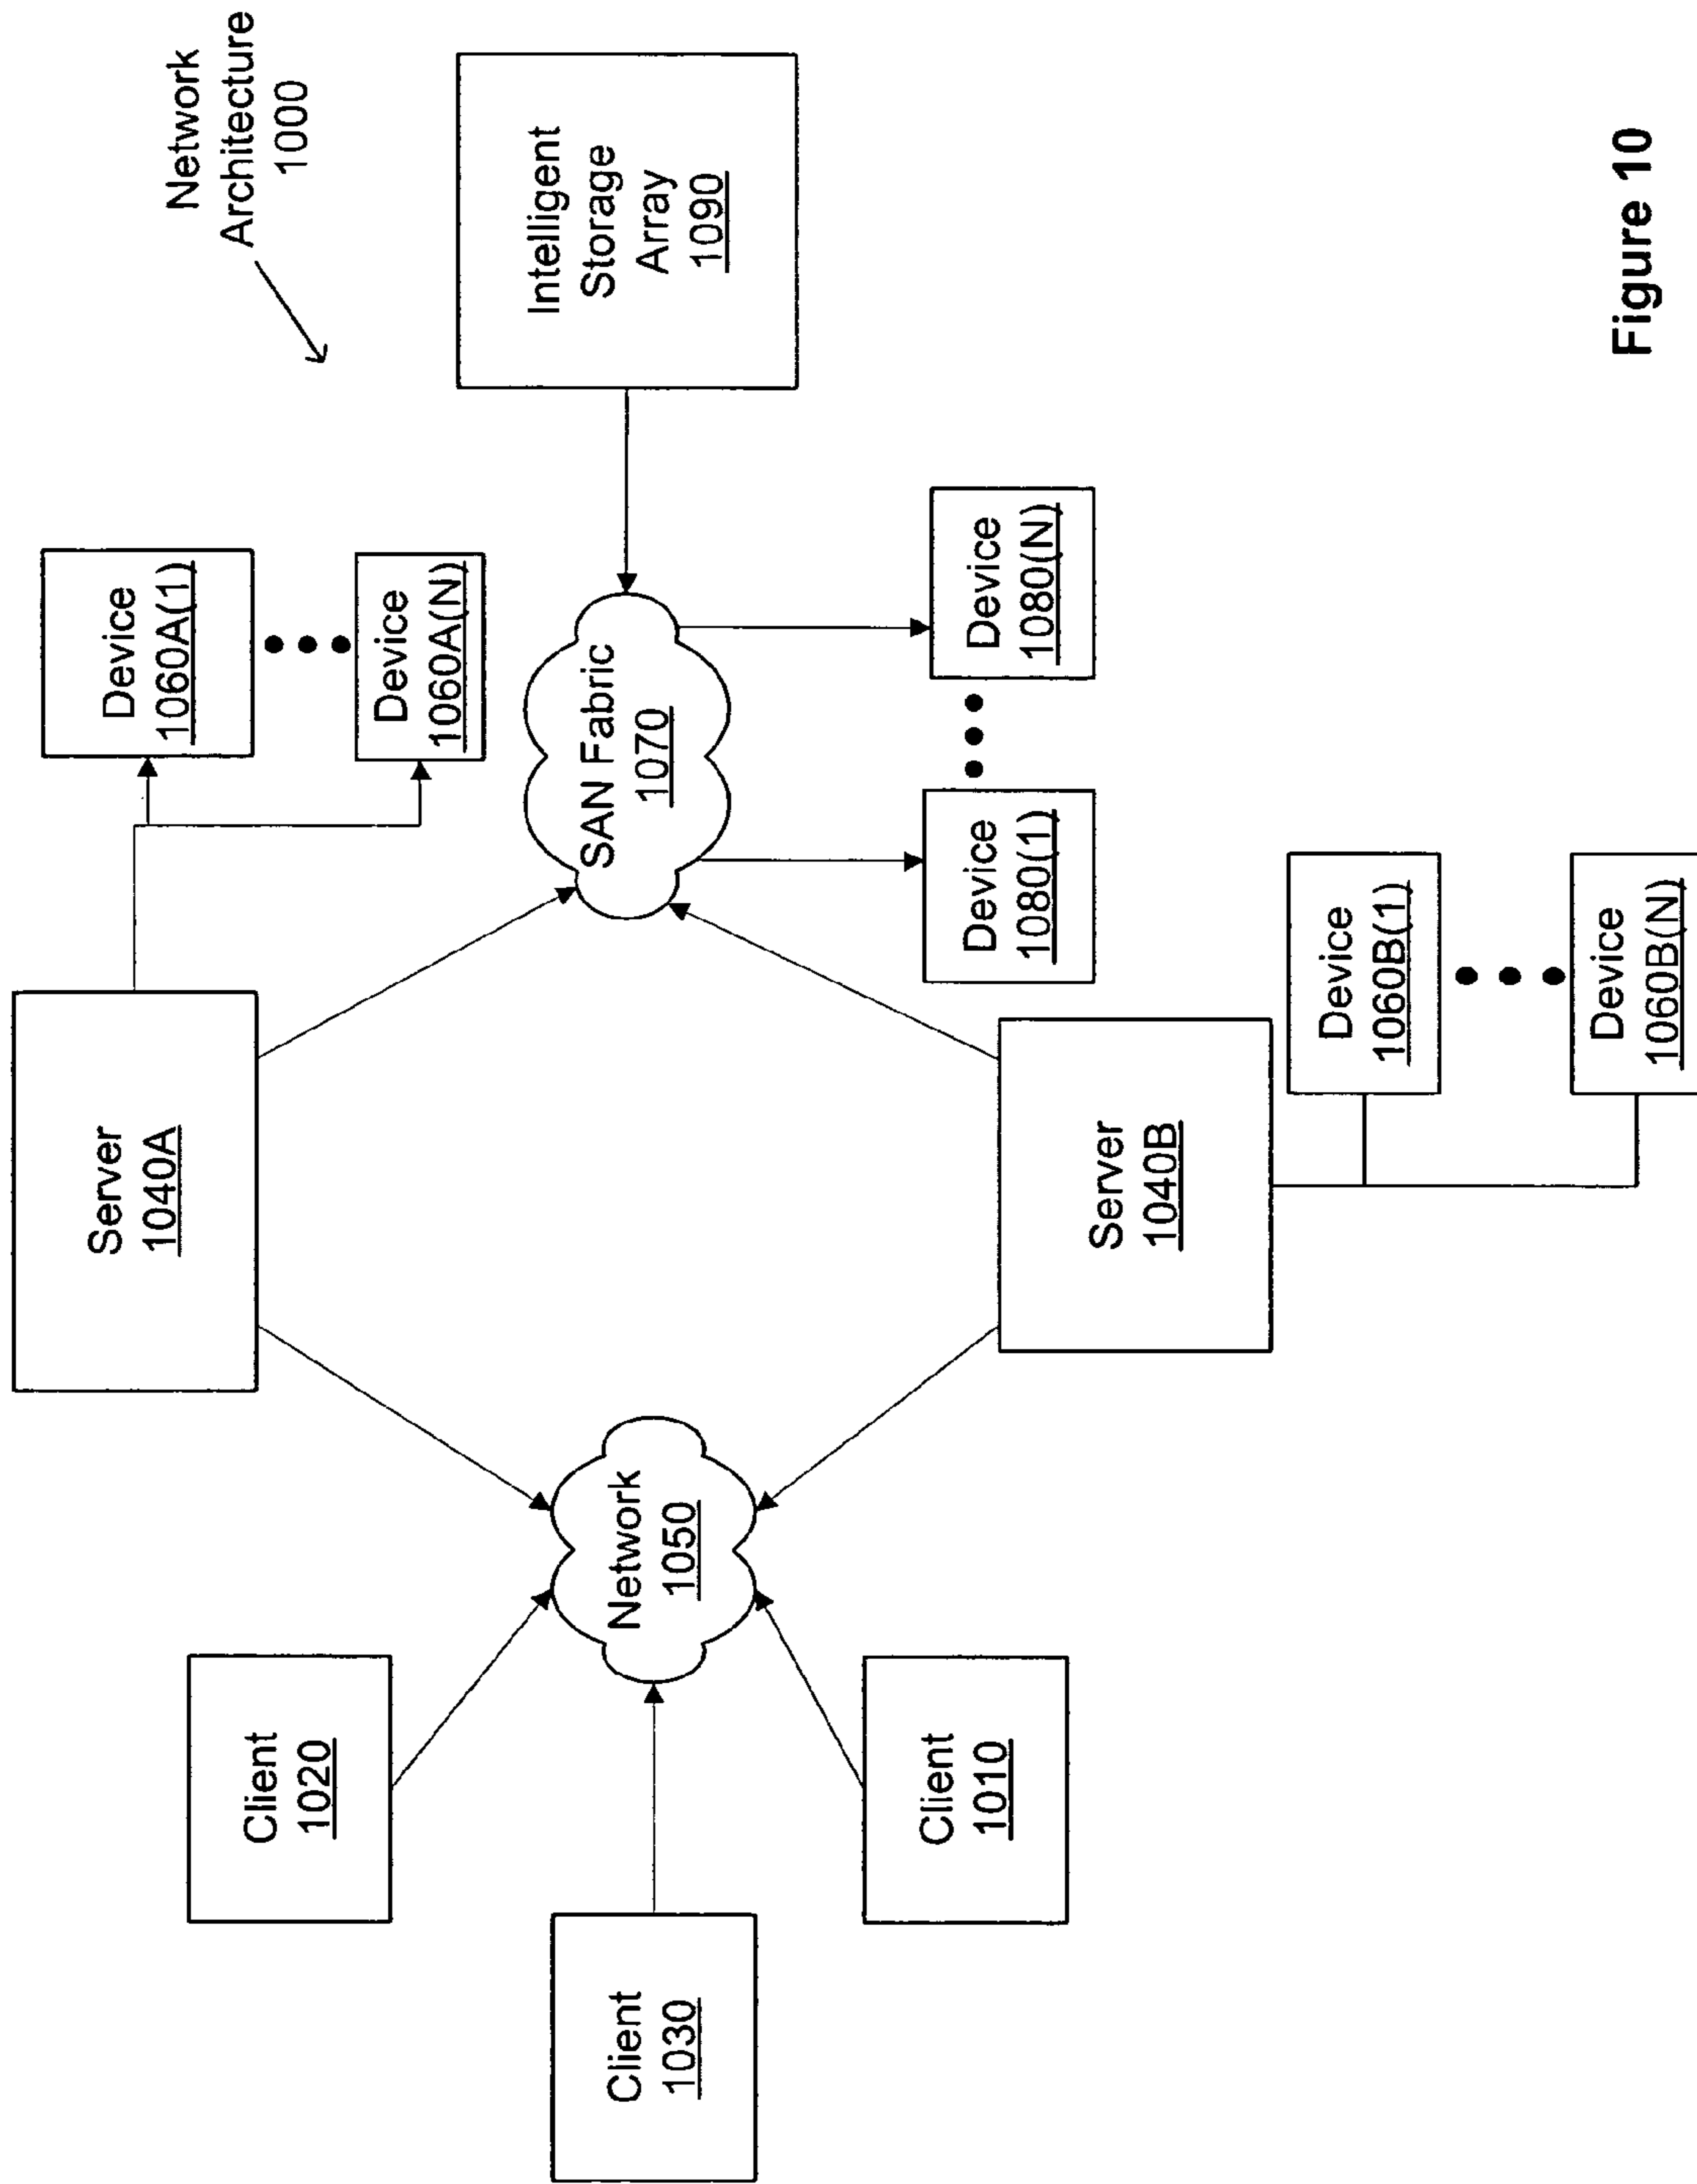 Network
Architecture
1000
Intelligent
Storage
Array
1090
Device
1060A(1)
Device
1060A(N)
SAN Fabric
1070
Device
1080(1)
Device
1080(N)
Server
1040A
Server
1040B
Device
1060B(1)
Device
1060B(N)
Network
1050
Client
1020
Client
1030
Client
1010
Figure 10